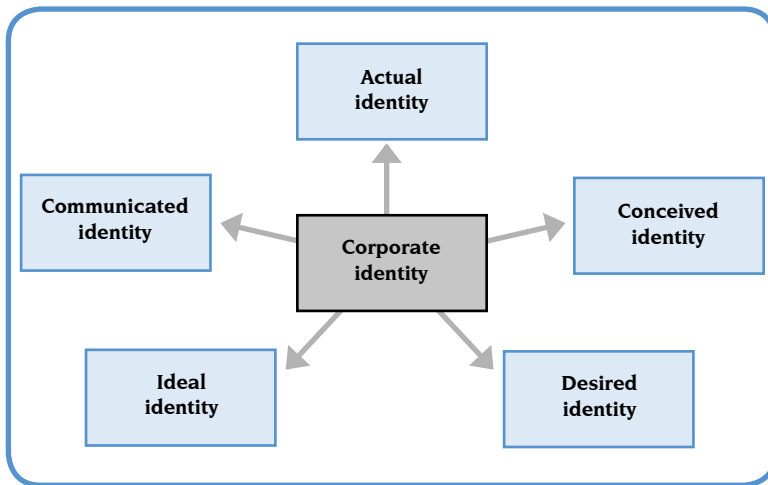 Actual
identity
Communicated
identity
Conceived
identity
Corporate
identity
Ideal
identity
Desired
identity